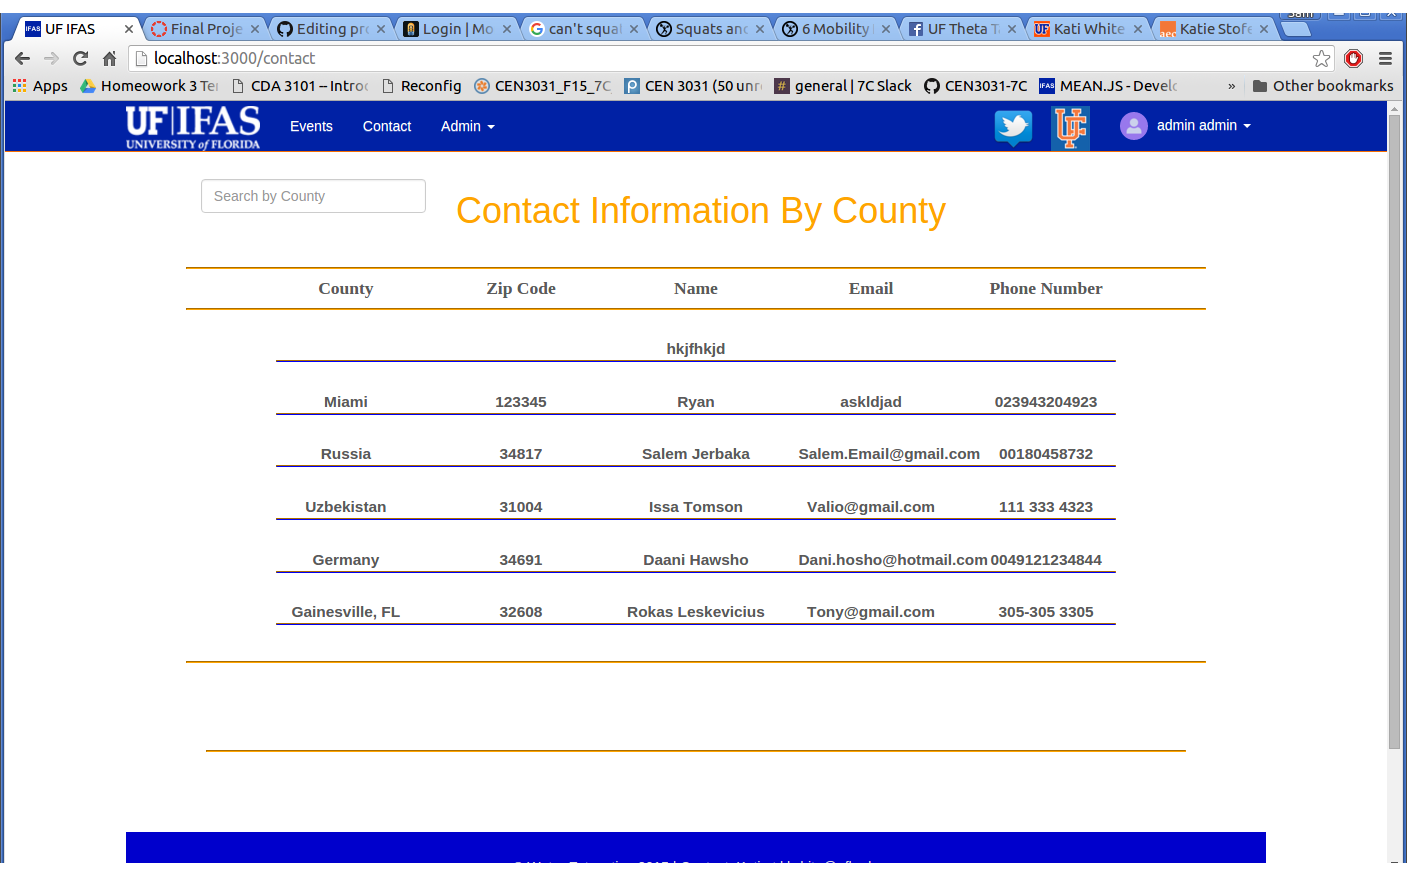 Sam
UF IFAS Final Proje Editing pro Login | Mo can't squat Squats and 6 Mobility UF Theta T Kati White Katie Stofe
localhost:3000/contact
Apps Homeowork 3 Ter CDA 3101 -- Introc Reconfig CEN3031_F15_7C CEN 3031 (50 unr general | 7C Slack CEN3031-7C MEAN.JS - Develo » Other bookmarks
UF|IFAS Events Contact Admin admin admin
UNIVERSITY of FLORIDA
Search by County
Contact Information By County
County Zip Code Name Email Phone Number
hkjfhkjd
Miami 123345 Ryan askldjad 023943204923
Russia 34817 Salem Jerbaka Salem.Email@gmail.com 00180458732
Uzbekistan 31004 Issa Tomson Valio@gmail.com 111 333 4323
Germany 34691 Daani Hawsho Dani.hosho@hotmail.com 0049121234844
Gainesville, FL 32608 Rokas Leskevicius Tony@gmail.com 305-305 3305